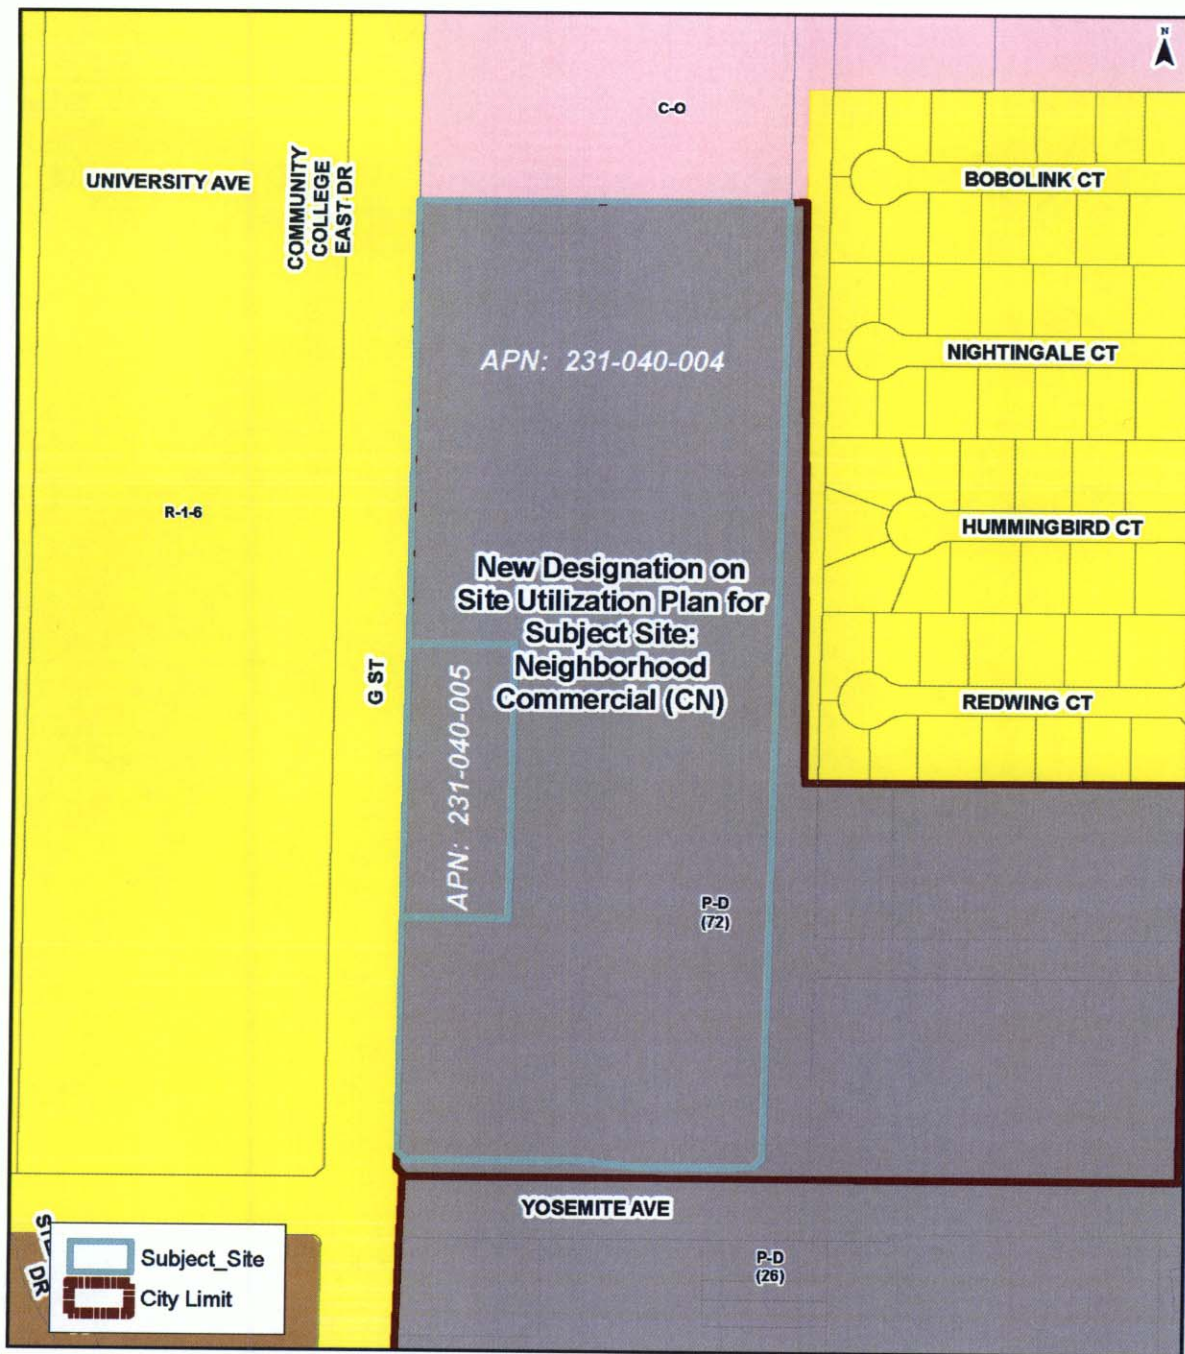 N
C-O
UNIVERSITY AVE
COMMUNITY
COLLEGE
EAST DR
BOBOLINK CT
APN: 231-040-004
NIGHTINGALE CT
R-1-6
HUMMINGBIRD CT
New Designation on
Site Utilization Plan for
Subject Site:
Neighborhood
Commercial (CN)
G ST
APN: 231-040-005
REDWING CT
P-D
(72)
YOSEMITE AVE
P-D
(26)
DR
Subject_Site
City Limit